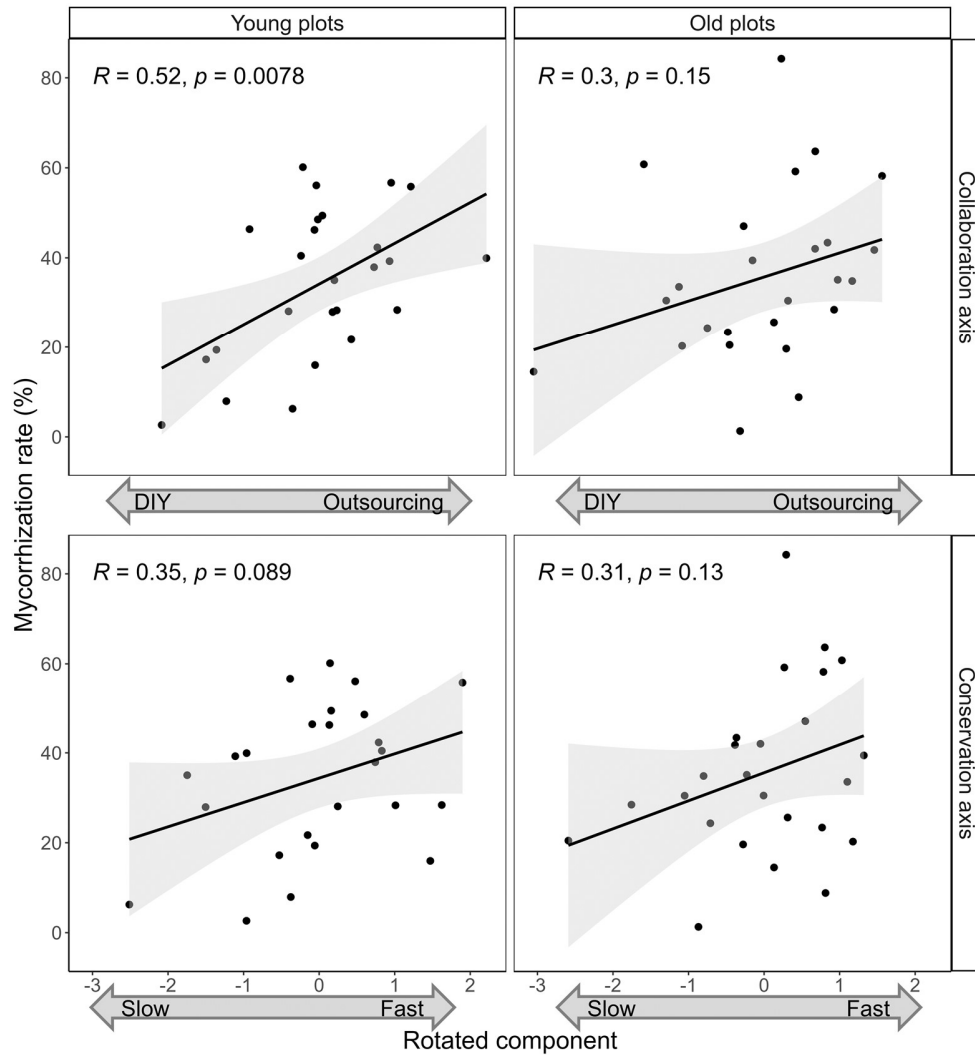 Young plots
Old plots
R = 0.52, p = 0.0078
R = 0.3, p = 0.15
80
60
40
20
0
Collaboration axis
DIY Outsourcing
DIY Outsourcing
Mycorrhization rate (%)
R = 0.35, p = 0.089
R = 0.31, p = 0.13
80
60
40
20
0
Conservation axis
-3 -2 -1 0 1 2
-3 -2 -1 0 1 2
Slow Fast
Slow Fast
Rotated component